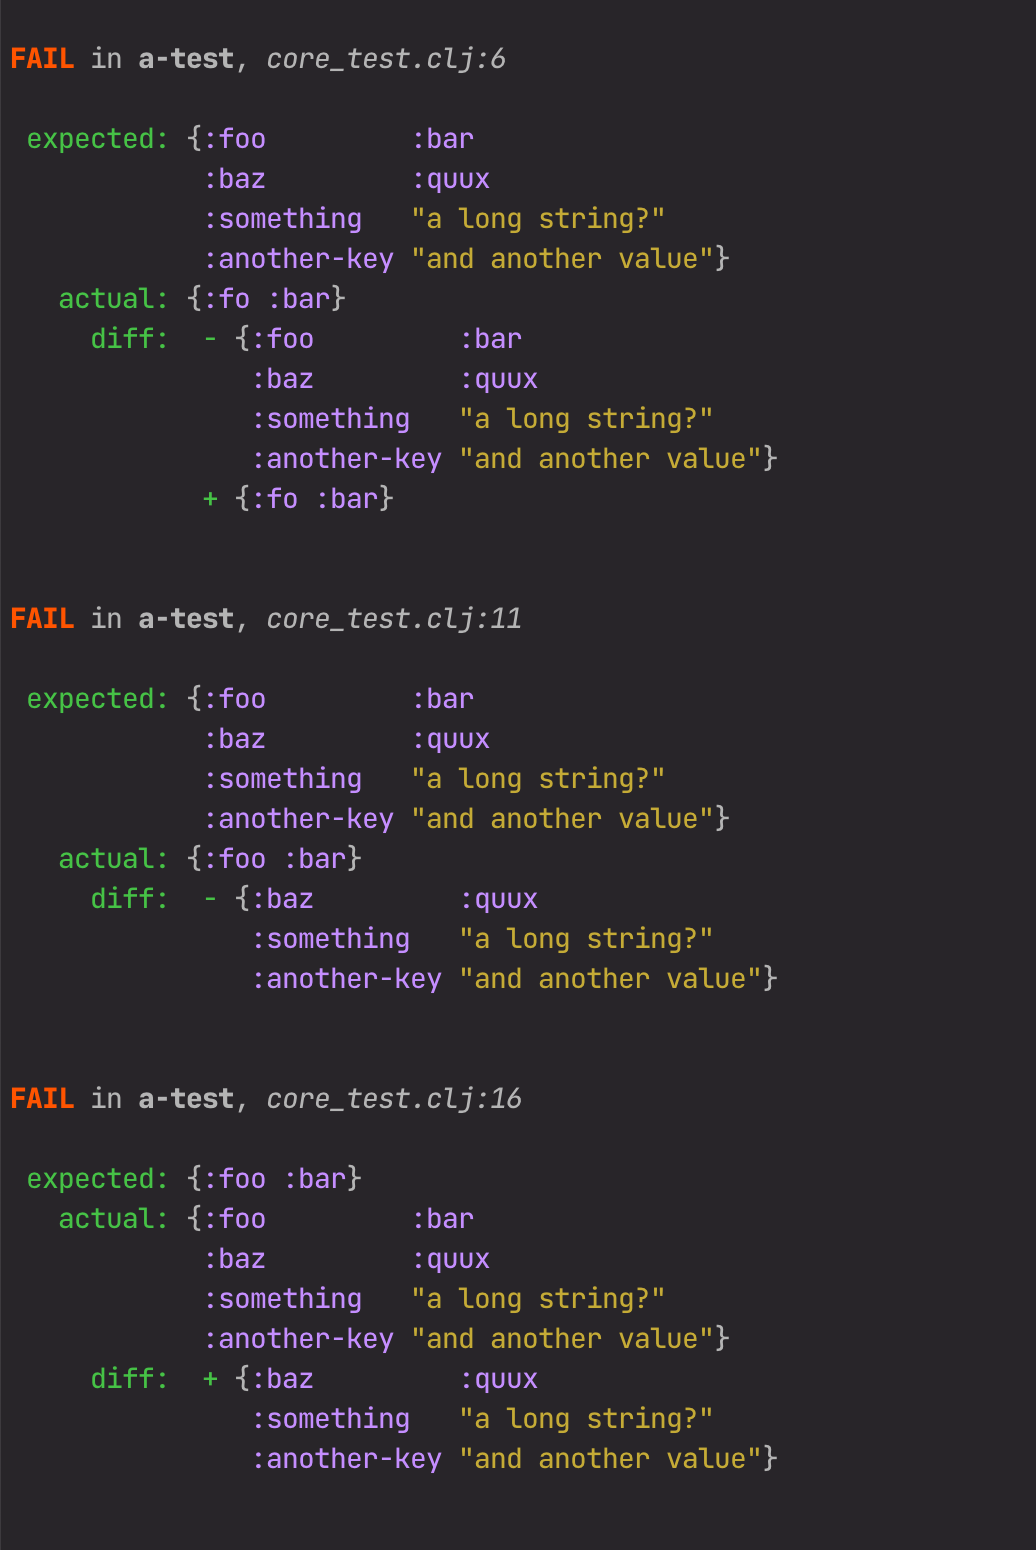 FAIL in a-test, core_test.clj:6
expected: {:foo         :bar
           :baz         :quux
           :something   "a long string?"
           :another-key "and another value"}
  actual: {:fo :bar}
    diff:  - {:foo         :bar
              :baz         :quux
              :something   "a long string?"
              :another-key "and another value"}
           + {:fo :bar}
FAIL in a-test, core_test.clj:11
expected: {:foo         :bar
           :baz         :quux
           :something   "a long string?"
           :another-key "and another value"}
  actual: {:foo :bar}
    diff:  - {:baz         :quux
              :something   "a long string?"
              :another-key "and another value"}
FAIL in a-test, core_test.clj:16
expected: {:foo :bar}
  actual: {:foo         :bar
           :baz         :quux
           :something   "a long string?"
           :another-key "and another value"}
    diff:  + {:baz         :quux
              :something   "a long string?"
              :another-key "and another value"}